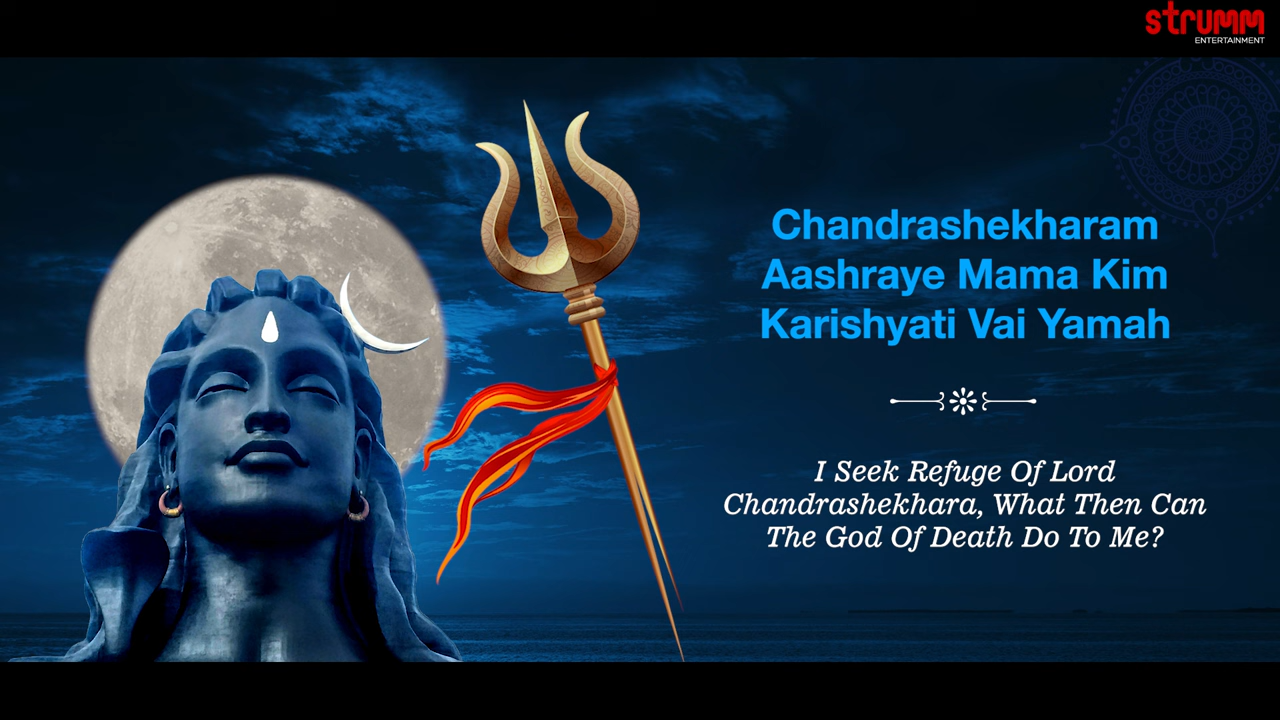 strumm
ENTERTAINMENT
Chandrashekharam
Aashraye Mama Kim
Karishyati Vai Yamah
I Seek Refuge Of Lord
Chandrashekhara, What Then Can
The God Of Death Do To Me?